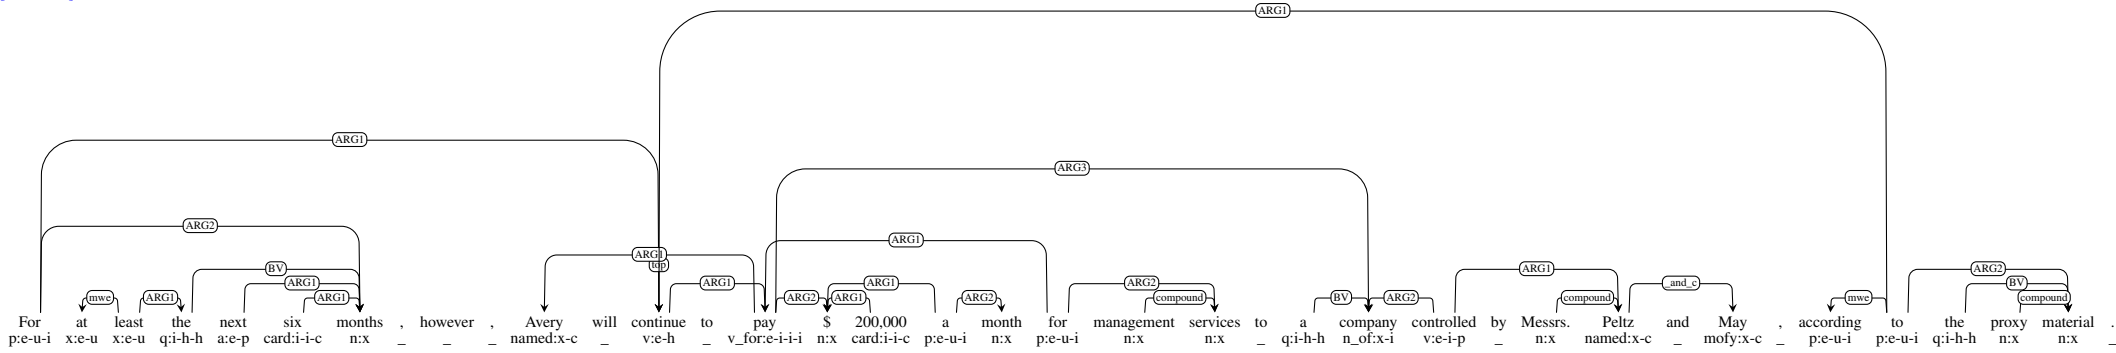 ARG1
ARG1
ARG3
ARG2 ARG1
ARG1
top
BV ARG1 ARG2
ARG1 ARG1 ARG1 ARG2 BV
mwe ARG1 ARG1 ARG2 ARG1 ARG2 compound BV ARG2 compound _and_c mwe compound
For at least the next six months , however , Avery will continue to pay $ 200,000 a month for management services to a company controlled by Messrs. Peltz and May , according to the proxy material .
p:e-u-i x:e-u x:e-u q:i-h-h a:e-p card:i-i-c n:x _ _ _ named:x-c _ v:e-h _ v_for:e-i-i-i n:x card:i-i-c p:e-u-i n:x p:e-u-i n:x n:x _ q:i-h-h n_of:x-i v:e-i-p _ n:x named:x-c _ mofy:x-c _ p:e-u-i p:e-u-i q:i-h-h n:x n:x _